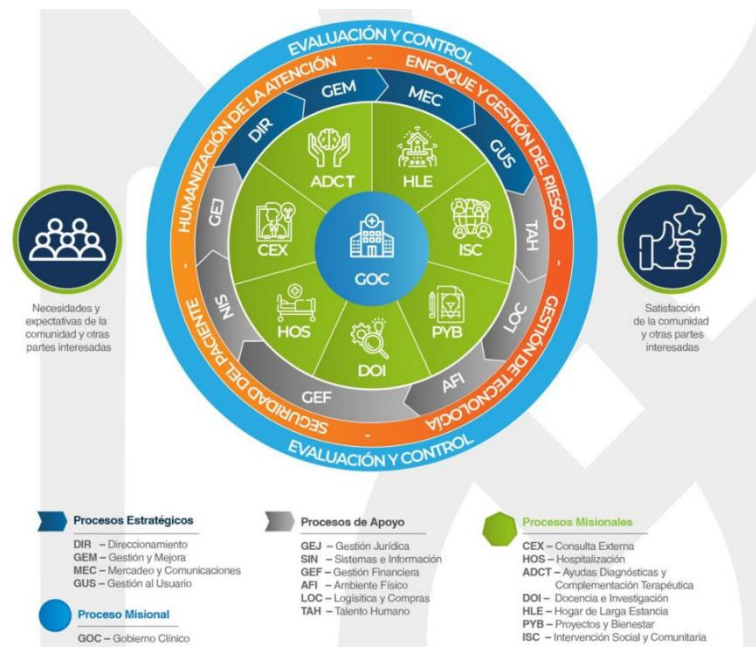 EVALUACIÓN Y CONTROL
HUMANIZACIÓN DE LA ATENCIÓN
-
ENFOQUE Y GESTIÓN DEL RIESGO
-
GESTIÓN DE TECNOLOGÍA
-
SEGURIDAD DEL PACIENTE
-
EVALUACIÓN Y CONTROL
DIR
GEM
MEC
GUS
TAH
LOC
AFI
GEF
NIS
GEJ
ADCT
HLE
CEX
ISC
GOC
HOS
PYB
DOI
Necesidades y
expectativas de la
comunidad y otras
partes interesadas
Satisfacción
de la comunidad
y otras partes
interesadas
Procesos Estratégicos
DIR – Direccionamiento
GEM – Gestión y Mejora
MEC – Mercadeo y Comunicaciones
GUS – Gestión al Usuario
Proceso Misional
GOC – Gobierno Clínico
Procesos de Apoyo
GEJ – Gestión Jurídica
SIN – Sistemas e Información
GEF – Gestión Financiera
AFI – Ambiente Físico
LOC – Logísitica y Compras
TAH – Talento Humano
Procesos Misionales
CEX – Consulta Externa
HOS – Hospitalización
ADCT – Ayudas Diagnósticas y
Complementación Terapéutica
DOI – Docencia e Investigación
HLE – Hogar de Larga Estancia
PYB – Proyectos y Bienestar
ISC – Intervención Social y Comunitaria